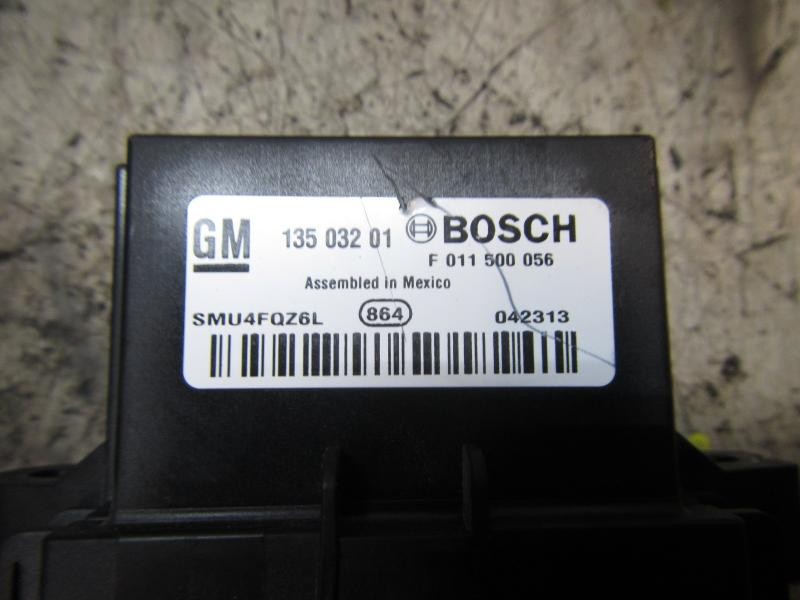 GM 135 032 01 BOSCH
F 011 500 056
Assembled in Mexico
SMU4FQZ6L 864 042313